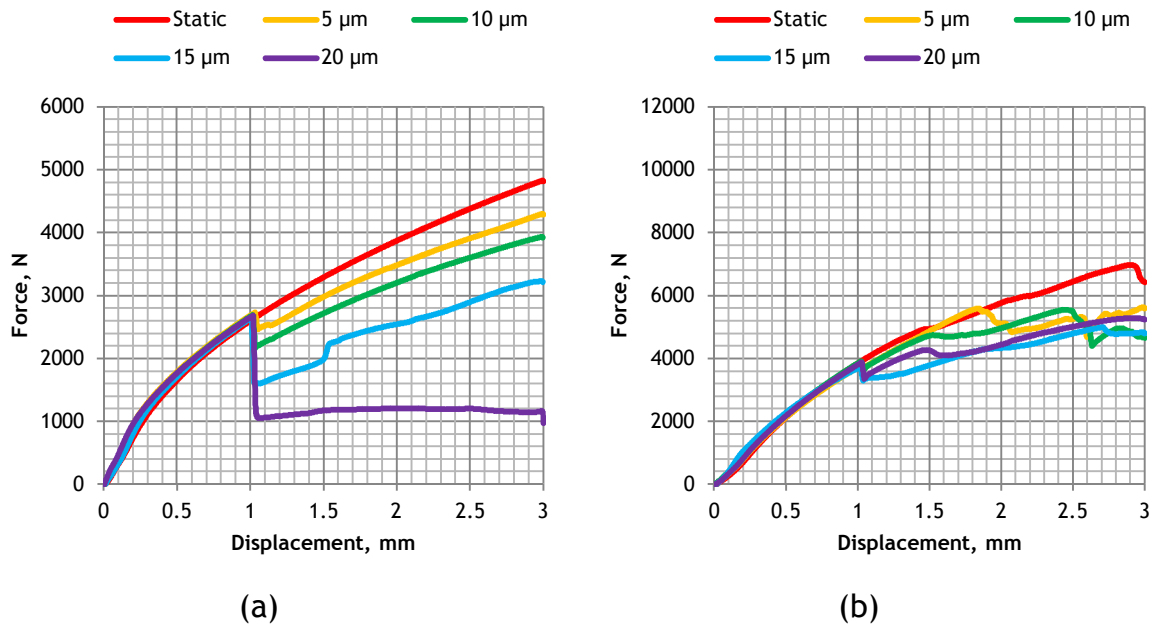 Static 5 µm 10 µm
15 µm 20 µm
6000
5000
4000
3000
2000
1000
0
Force, N
0 0.5 1 1.5 2 2.5 3
Displacement, mm
(a)
Static 5 µm 10 µm
15 µm 20 µm
12000
10000
8000
6000
4000
2000
0
Force, N
0 0.5 1 1.5 2 2.5 3
Displacement, mm
(b)